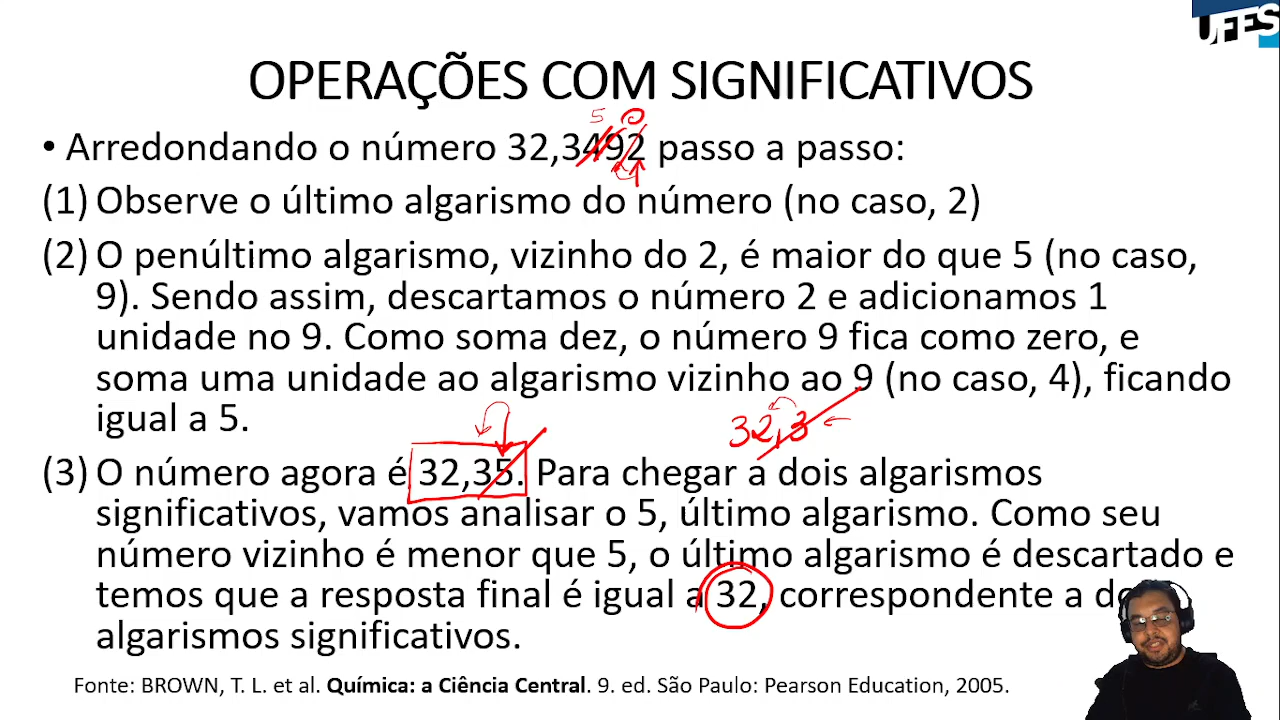 UFES
OPERAÇÕES COM SIGNIFICATIVOS
5 0
• Arredondando o número 32,3492 passo a passo:
(1) Observe o último algarismo do número (no caso, 2)
(2) O penúltimo algarismo, vizinho do 2, é maior do que 5 (no caso,
9). Sendo assim, descartamos o número 2 e adicionamos 1
unidade no 9. Como soma dez, o número 9 fica como zero, e
soma uma unidade ao algarismo vizinho ao 9 (no caso, 4), ficando
igual a 5.
32,3
(3) O número agora é 32,35. Para chegar a dois algarismos
significativos, vamos analisar o 5, último algarismo. Como seu
número vizinho é menor que 5, o último algarismo é descartado e
temos que a resposta final é igual a 32, correspondente a
algarismos significativos.
Fonte: BROWN, T. L. et al. Química: a Ciência Central. 9. ed. São Paulo: Pearson Education, 2005.